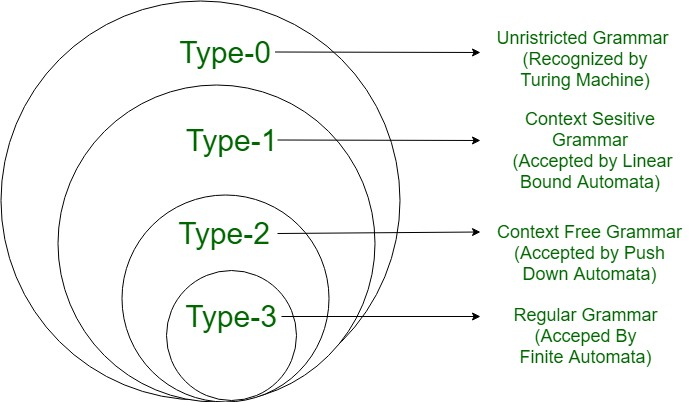 Type-0
Unristricted Grammar
(Recognized by
Turing Machine)
Type-1
Context Sesitive
Grammar
(Accepted by Linear
Bound Automata)
Type-2
Context Free Grammar
(Accepted by Push
Down Automata)
Type-3
Regular Grammar
(Acceped By
Finite Automata)